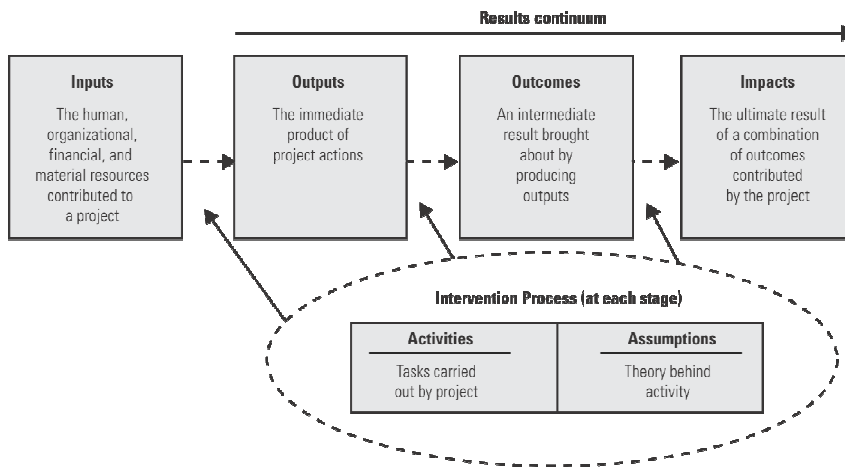 Results continuum
Inputs
The human,
organizational,
financial, and
material resources
contributed to
a project
Outputs
The immediate
product of
project actions
Outcomes
An intermediate
result brought
about by
producing
outputs
Impacts
The ultimate result
of a combination
of outcomes
contributed
by the project
Intervention Process (at each stage)
Activities
Tasks carried
out by project
Assumptions
Theory behind
activity